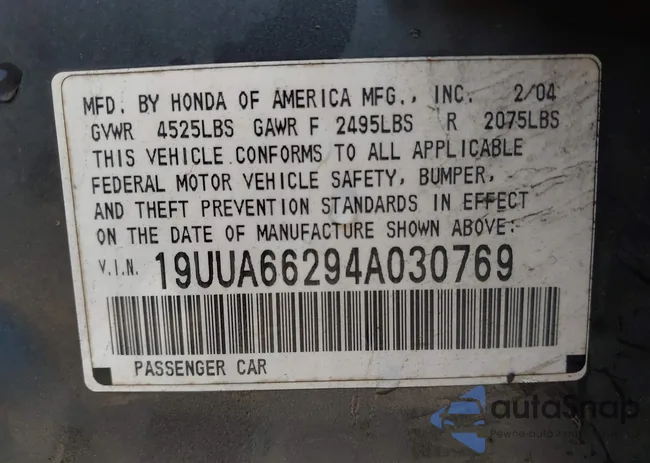 MFD. BY HONDA OF AMERICA MFG., INC. 2/04
GVWR 4525LBS GAWR F 2495LBS R 2075LBS
THIS VEHICLE CONFORMS TO ALL APPLICABLE
FEDERAL MOTOR VEHICLE SAFETY, BUMPER,
AND THEFT PREVENTION STANDARDS IN EFFECT
ON THE DATE OF MANUFACTURE SHOWN ABOVE:
V.I.N. 19UUA66294A030769
PASSENGER CAR
autoSnap